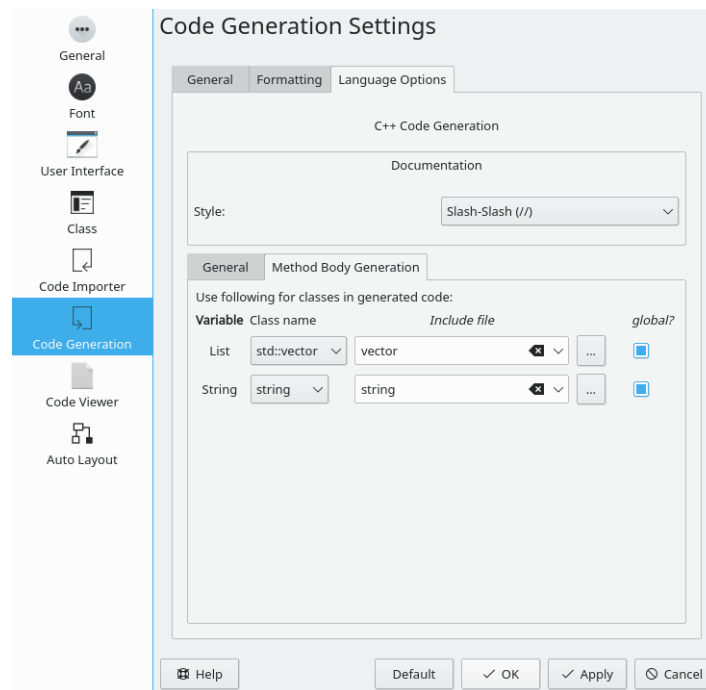 Code Generation Settings
General
Font
User Interface
Class
Code Importer
Code Generation
Code Viewer
Auto Layout
General Formatting Language Options
C++ Code Generation
Documentation
Style: Slash-Slash (//)
General Method Body Generation
Use following for classes in generated code:
Variable Class name Include file global?
List std::vector vector ...
String string string ...
Help Default OK Apply Cancel